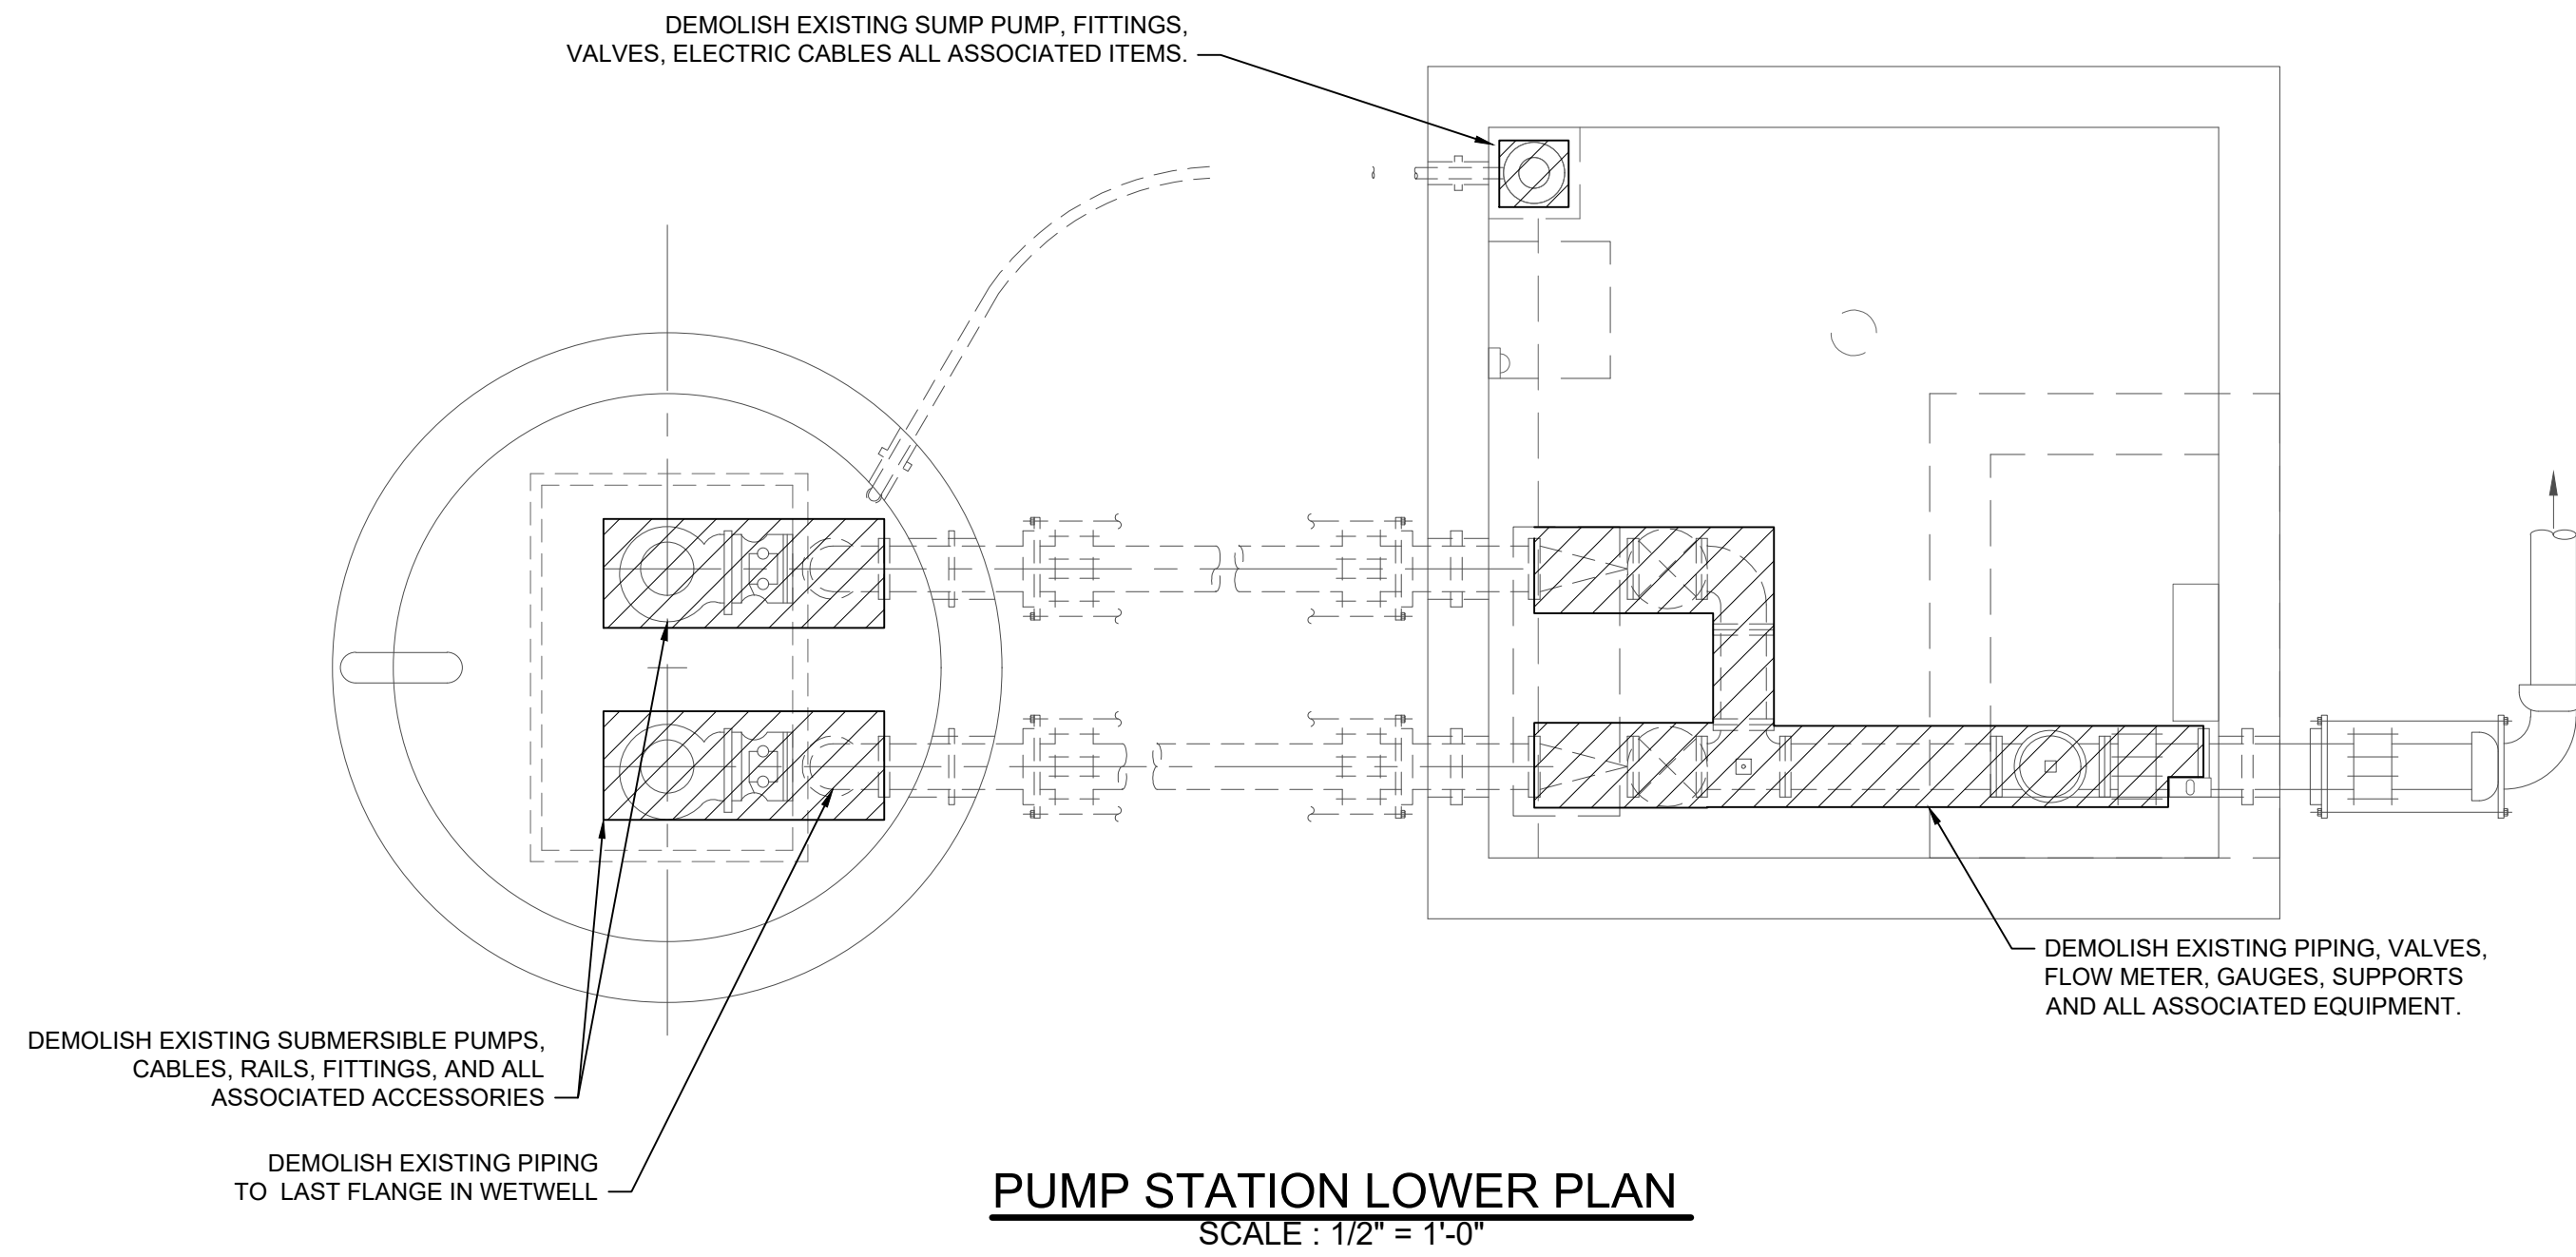 DEMOLISH EXISTING SUMP PUMP, FITTINGS,
VALVES, ELECTRIC CABLES ALL ASSOCIATED ITEMS.
DEMOLISH EXISTING PIPING, VALVES,
FLOW METER, GAUGES, SUPPORTS
AND ALL ASSOCIATED EQUIPMENT.
DEMOLISH EXISTING SUBMERSIBLE PUMPS,
CABLES, RAILS, FITTINGS, AND ALL
ASSOCIATED ACCESSORIES
DEMOLISH EXISTING PIPING
TO LAST FLANGE IN WETWELL
PUMP STATION LOWER PLAN
SCALE : 1/2" = 1'-0"